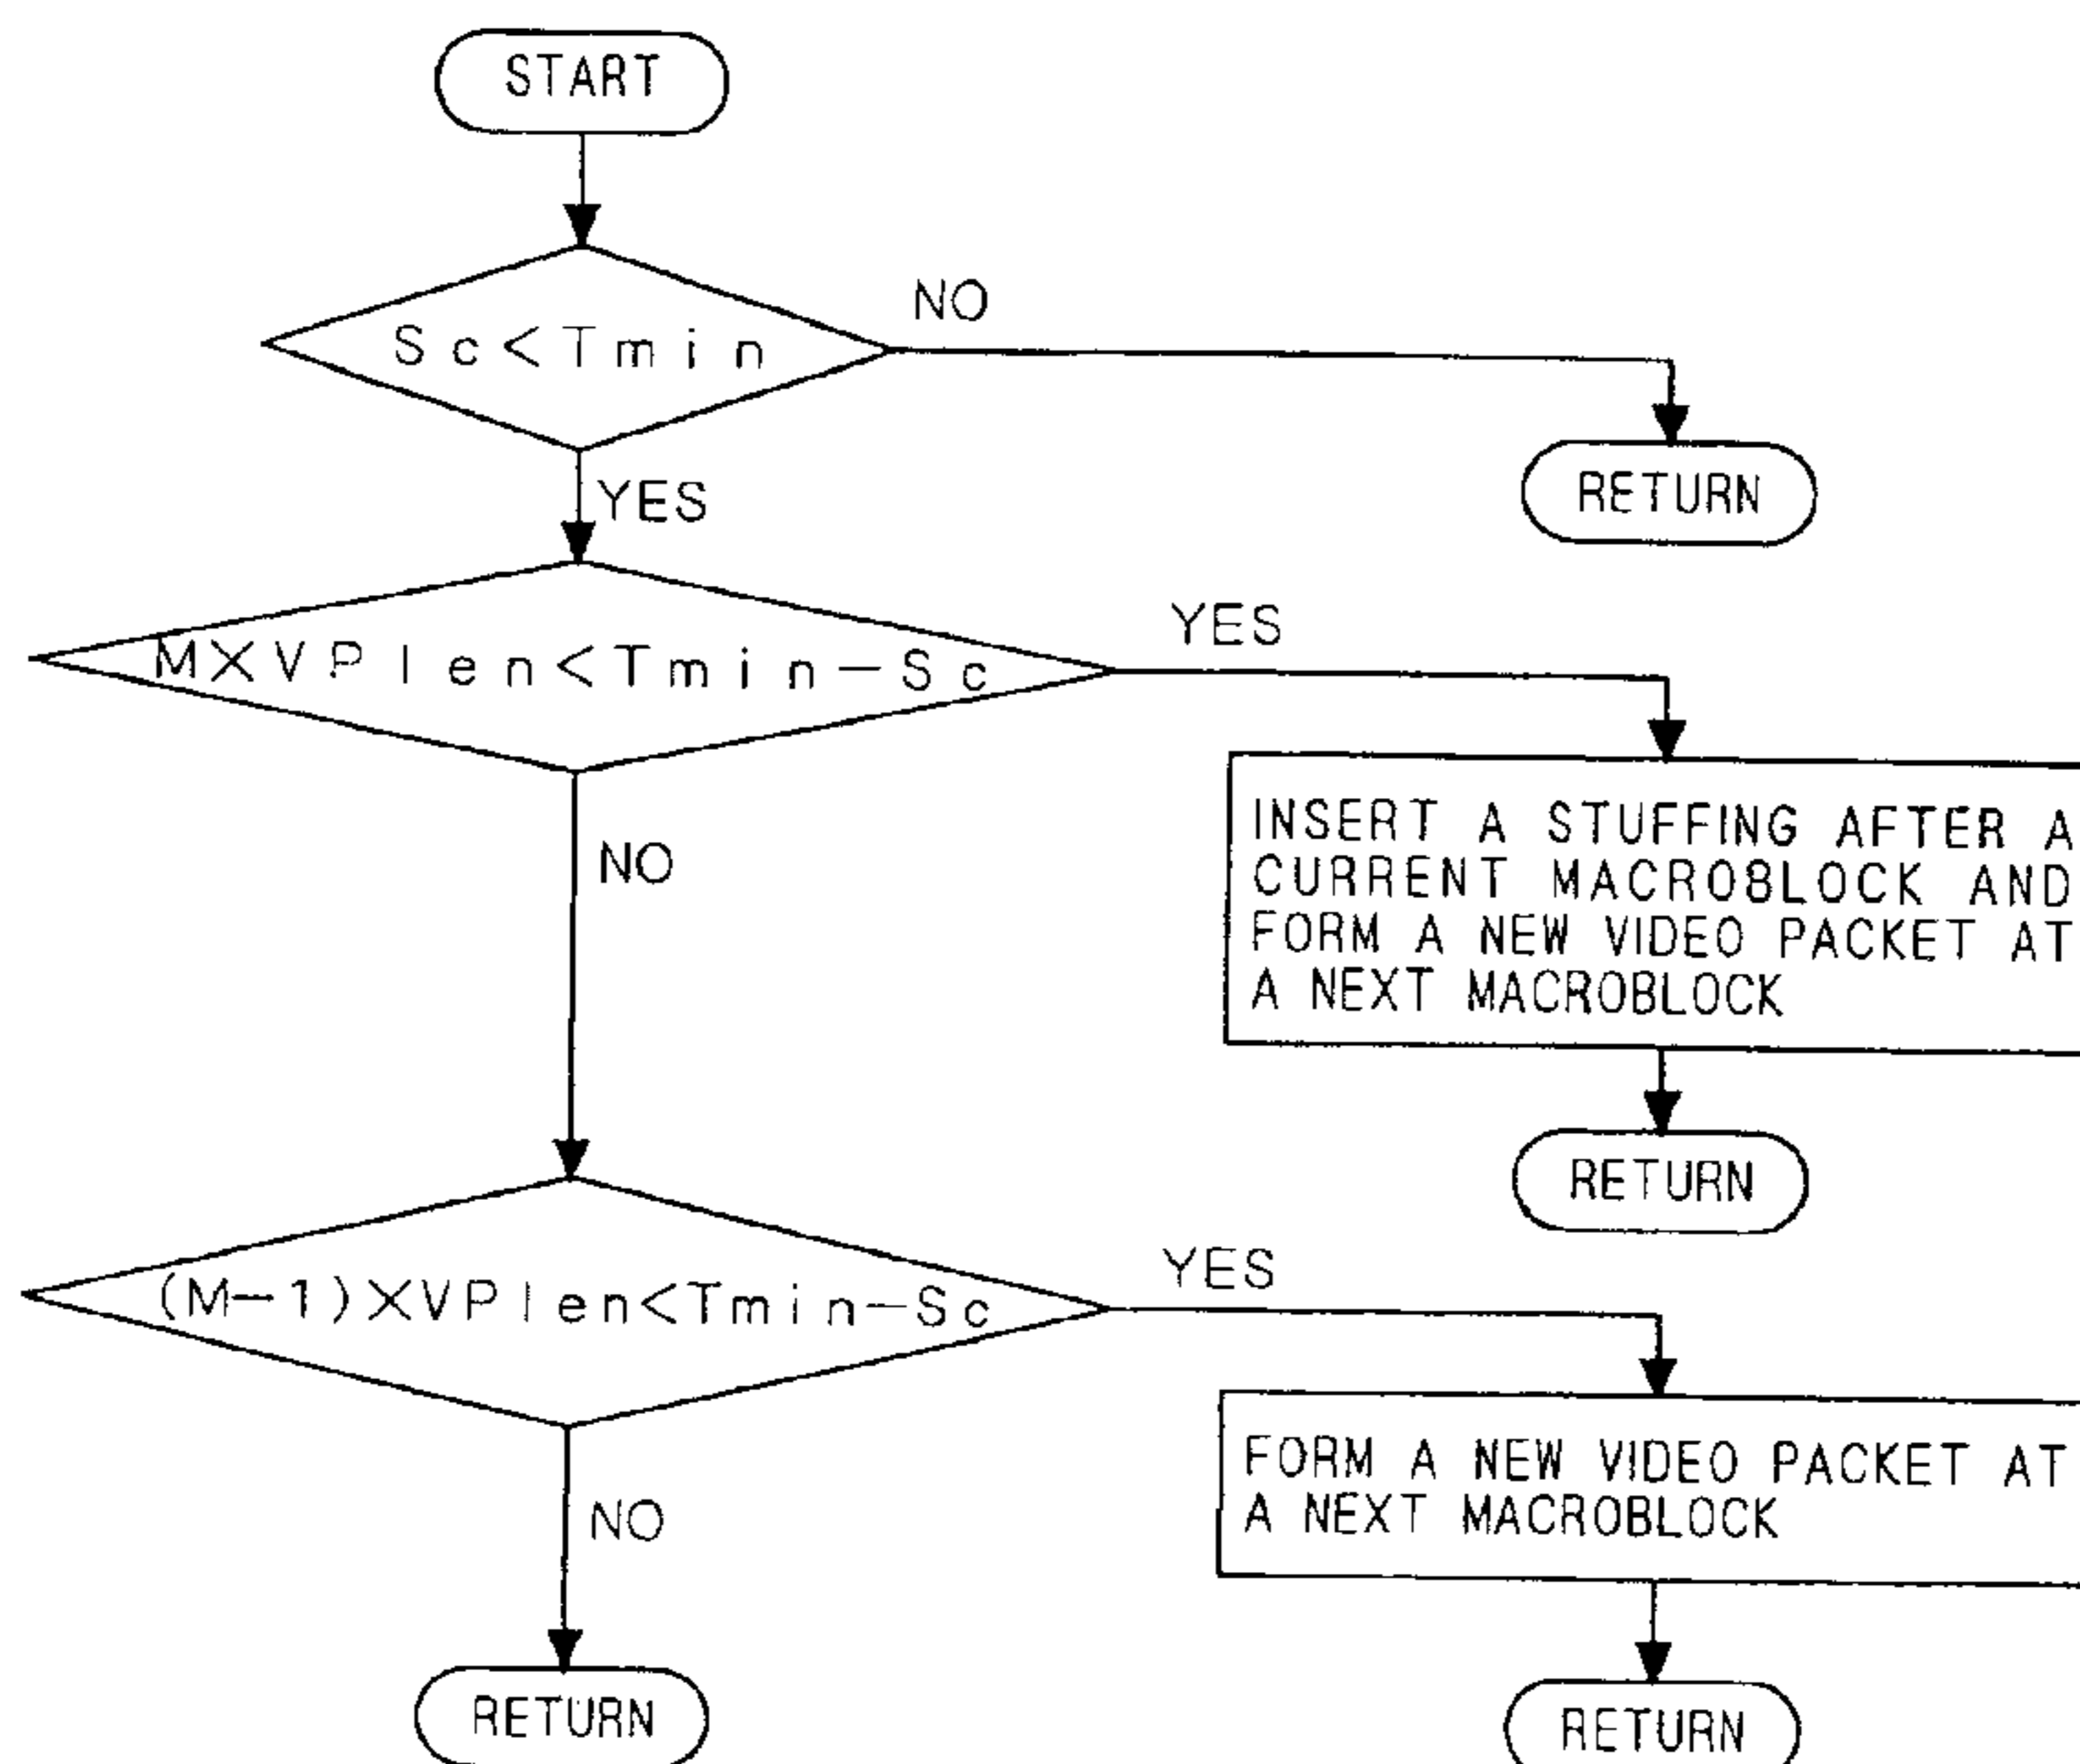 START
Sc<Tmin
NO
RETURN
YES
M×VPlen<Tmin-Sc
YES
INSERT A STUFFING AFTER A
CURRENT MACROBLOCK AND
FORM A NEW VIDEO PACKET AT
A NEXT MACROBLOCK
NO
RETURN
(M-1)×VPlen<Tmin-Sc
YES
FORM A NEW VIDEO PACKET AT
A NEXT MACROBLOCK
NO
RETURN
RETURN